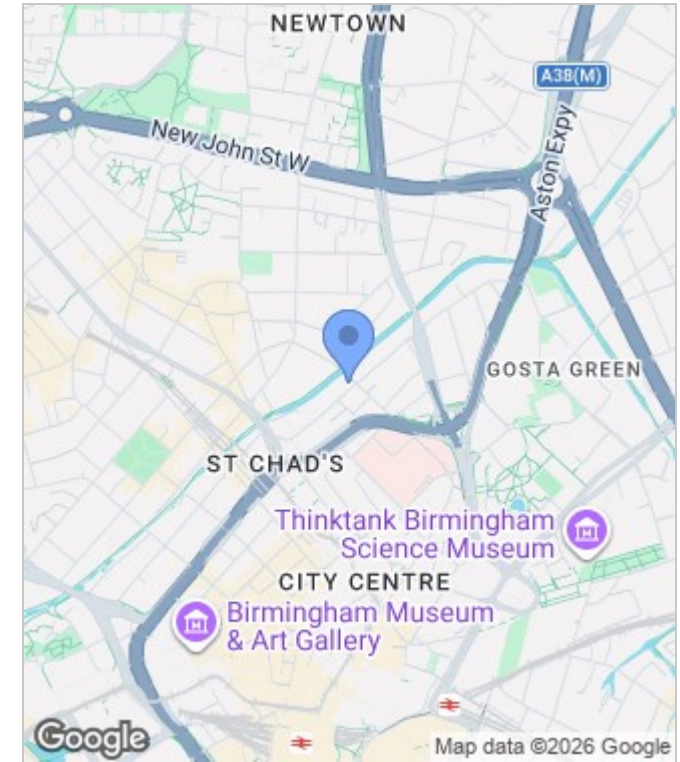 NEWTOWN
A38(M)
New John St W
Aston Expy
GOSTA GREEN
ST CHAD'S
Thinktank Birmingham
Science Museum
CITY CENTRE
Birmingham Museum
& Art Gallery
Google
Map data ©2026 Google